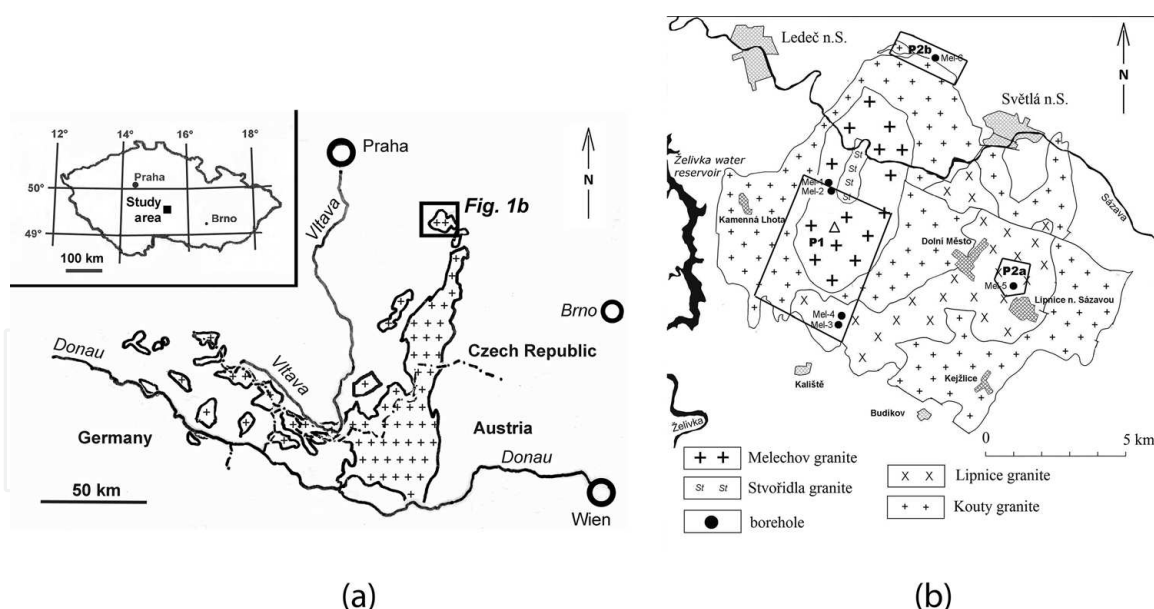 12° 14° 16° 18°
Praha
50°
Study
area
Brno
49°
100 km
Praha
N
Vltava
Fig. 1b
Brno
Donau
Vltava
Czech Republic
Germany
Austria
Donau
50 km
Wien
(a)
Ledeč n.S.
P2b
Mel-6
N
Světlá n.S.
Želivka water
reservoir
St
St
St
St
Mel-1
Mel-2
Kamenná Lhota
Sázava
P1
Dolní Město
P2a
Mel-5
Lipnice n. Sázavou
Mel-4
Mel-3
Kaliště
Kejžlice
Budíkov
Želivka
0 5 km
Melechov granite
St St Stvořidla granite
borehole
X X Lipnice granite
Kouty granite
(b)